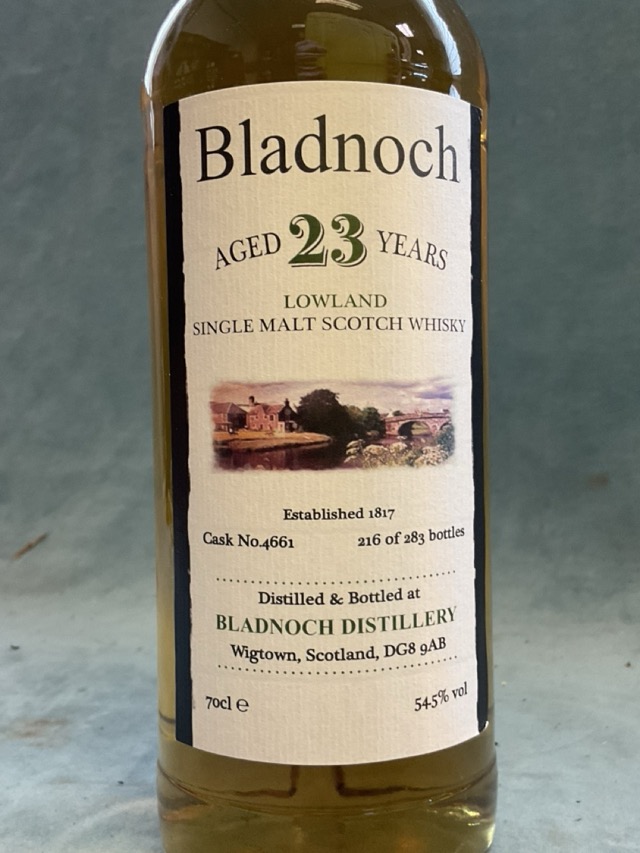 Bladnoch
AGED 23 YEARS
LOWLAND
SINGLE MALT SCOTCH WHISKY
Established 1817
Cask No.4661 216 of 283 bottles
Distilled & Bottled at
BLADNOCH DISTILLERY
Wigtown, Scotland, DG8 9AB
70cl ℮ 54.5% vol